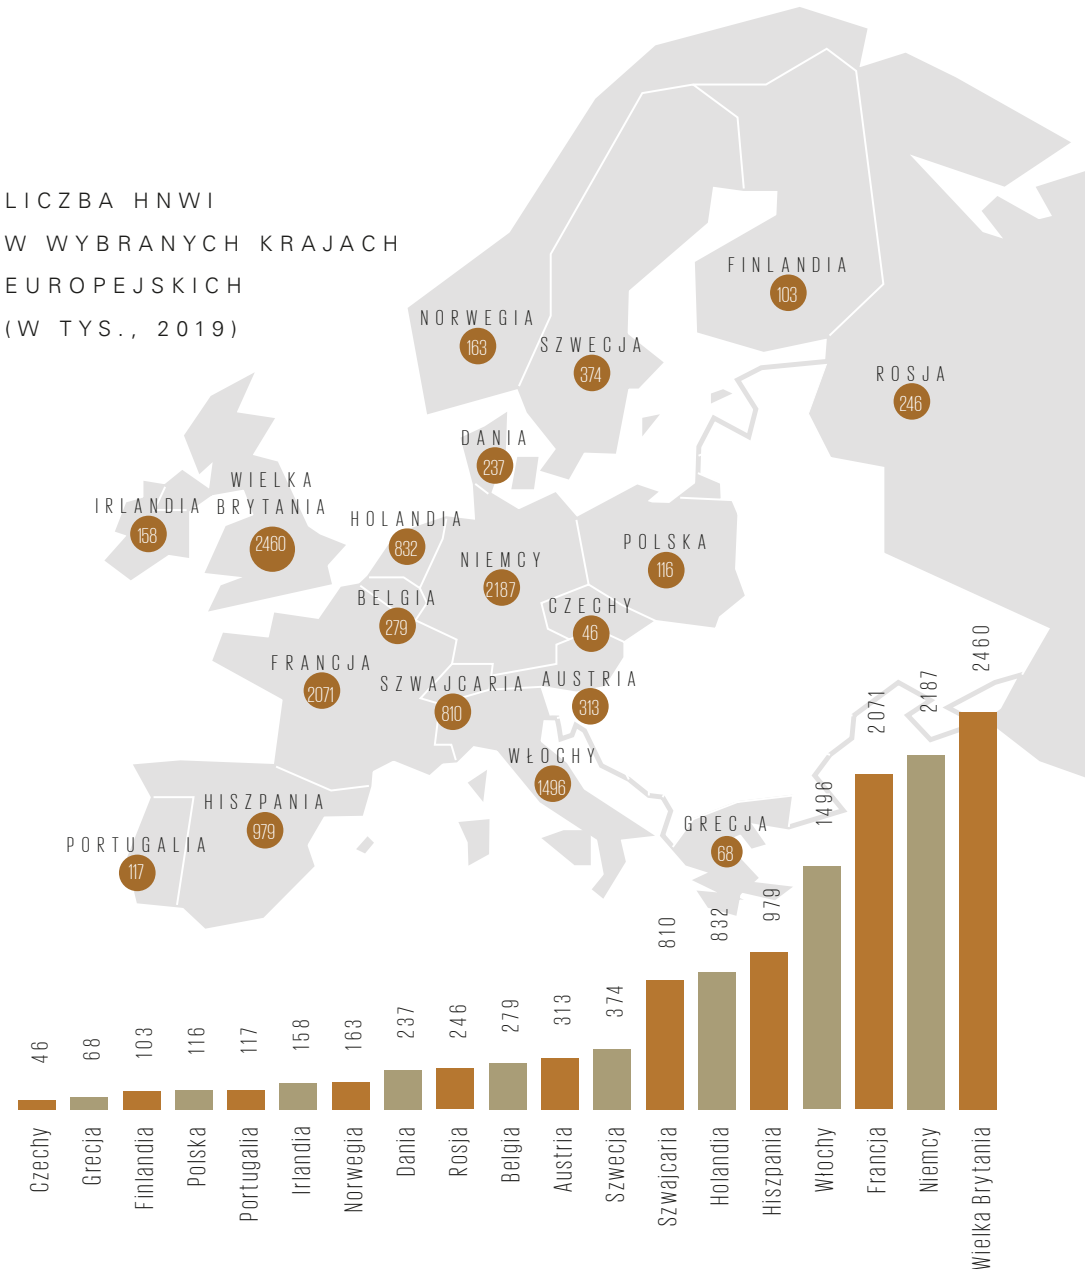 LICZBA HNWI
W WYBRANYCH KRAJACH
EUROPEJSKICH
(W TYS., 2019)
FINLANDIA
103
NORWEGIA
163
SZWECJA
374
ROSJA
246
DANIA
237
WIELKA
BRYTANIA
2460
IRLANDIA
158
HOLANDIA
832
NIEMCY
2187
POLSKA
116
BELGIA
279
CZECHY
46
FRANCJA
2071
SZWAJCARIA
810
AUSTRIA
313
WŁOCHY
1496
HISZPANIA
979
PORTUGALIA
117
GRECJA
68
46
68
103
116
117
158
163
237
246
279
313
374
810
832
979
1496
2071
2187
2460
Czechy
Grecja
Finlandia
Polska
Portugalia
Irlandia
Norwegia
Dania
Rosja
Belgia
Austria
Szwecja
Szwajcaria
Holandia
Hiszpania
Włochy
Francja
Niemcy
Wielka Brytania